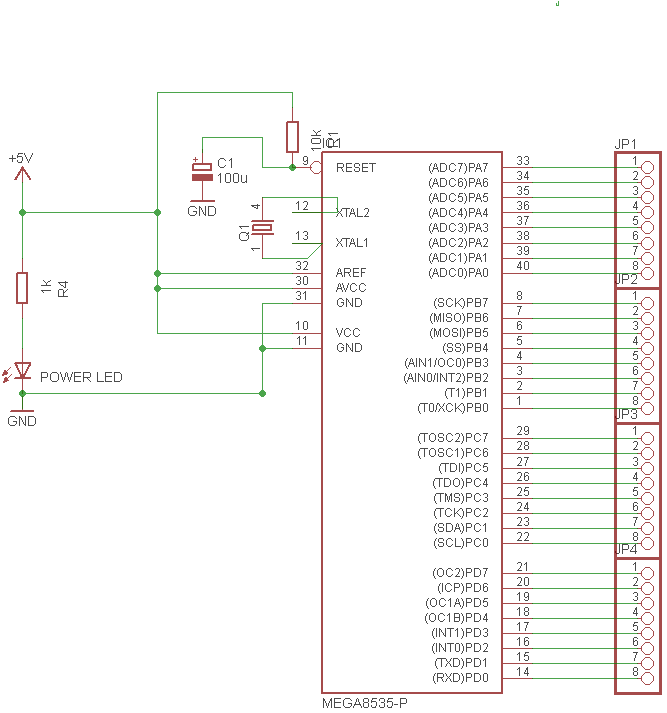 +5V
1k
R4
POWER LED
GND
+
C1
100u
GND
10k
R1
4
Q1
1
9 RESET
12 XTAL2
13 XTAL1
32 AREF
30 AVCC
31 GND
10 VCC
11 GND
MEGA8535-P
JP1
(ADC7)PA7 33 1
(ADC6)PA6 34 2
(ADC5)PA5 35 3
(ADC4)PA4 36 4
(ADC3)PA3 37 5
(ADC2)PA2 38 6
(ADC1)PA1 39 7
(ADC0)PA0 40 8
JP2
(SCK)PB7 8 1
(MISO)PB6 7 2
(MOSI)PB5 6 3
(SS)PB4 5 4
(AIN1/OC0)PB3 4 5
(AIN0/INT2)PB2 3 6
(T1)PB1 2 7
(T0/XCK)PB0 1 8
JP3
(TOSC2)PC7 29 1
(TOSC1)PC6 28 2
(TDI)PC5 27 3
(TDO)PC4 26 4
(TMS)PC3 25 5
(TCK)PC2 24 6
(SDA)PC1 23 7
(SCL)PC0 22 8
JP4
(OC2)PD7 21 1
(ICP)PD6 20 2
(OC1A)PD5 19 3
(OC1B)PD4 18 4
(INT1)PD3 17 5
(INT0)PD2 16 6
(TXD)PD1 15 7
(RXD)PD0 14 8